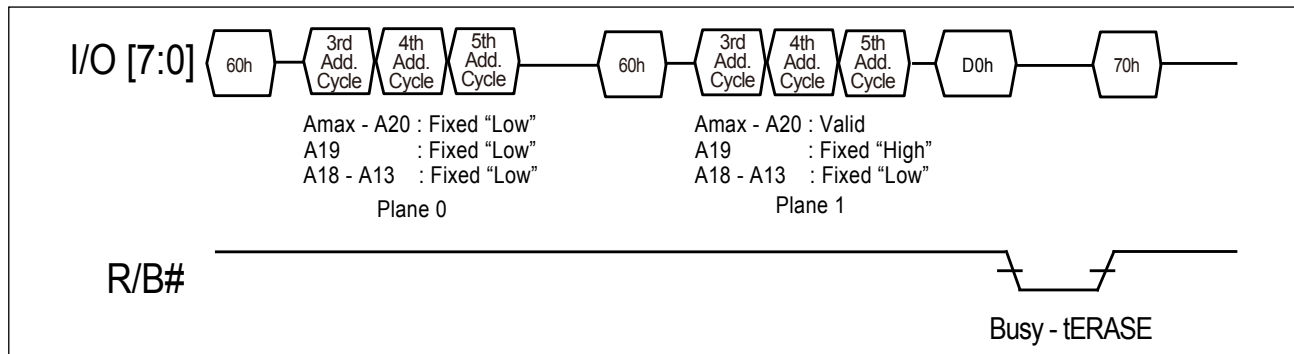 I/O [7:0]
60h
3rd
Add.
Cycle
4th
Add.
Cycle
5th
Add.
Cycle
60h
3rd
Add.
Cycle
4th
Add.
Cycle
5th
Add.
Cycle
D0h
70h
Amax - A20 : Fixed “Low”
A19 : Fixed “Low”
A18 - A13 : Fixed “Low”
Plane 0
Amax - A20 : Valid
A19 : Fixed “High”
A18 - A13 : Fixed “Low”
Plane 1
R/B#
Busy - tERASE